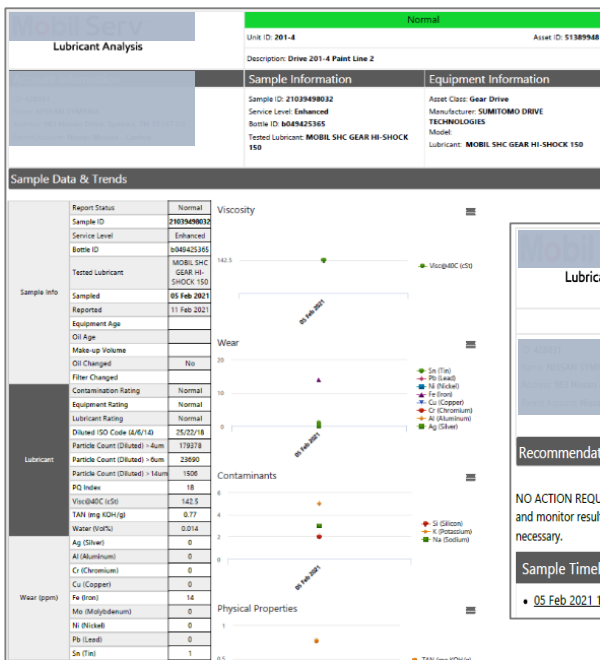 Mobil Serv
Lubricant Analysis
Normal
Unit ID: 201-4
Asset ID: 51389948
Description: Drive 201-4 Paint Line 2
Sample Information
Sample ID: 21039498032
Service Level: Enhanced
Bottle ID: b049425365
Tested Lubricant: MOBIL SHC GEAR HI-SHOCK
150
Equipment Information
Asset Class: Gear Drive
Manufacturer: SUMITOMO DRIVE
TECHNOLOGIES
Model:
Lubricant: MOBIL SHC GEAR HI-SHOCK 150
Sample Data & Trends
Sample Info
Report Status Normal
Sample ID 21039498032
Service Level Enhanced
Bottle ID b049425365
Tested Lubricant MOBIL SHC
GEAR HI-
SHOCK 150
Sampled 05 Feb 2021
Reported 11 Feb 2021
Equipment Age
Oil Age
Make-up Volume
Oil Changed No
Filter Changed
Lubricant
Contamination Rating Normal
Equipment Rating Normal
Lubricant Rating Normal
Diluted ISO Code (4/6/14) 25/22/18
Particle Count (Diluted) >4um 179378
Particle Count (Diluted) >6um 23690
Particle Count (Diluted) >14um 1506
PQ Index 18
Visc@40C (cSt) 142.5
TAN (mg KOH/g) 0.77
Water (Vol%) 0.014
Wear (ppm)
Ag (Silver) 0
Al (Aluminum) 0
Cr (Chromium) 0
Cu (Copper) 0
Fe (Iron) 14
Mo (Molybdenum) 0
Ni (Nickel) 0
Pb (Lead) 0
Sn (Tin) 1
Viscosity
142.5
Visc@40C (cSt)
05 Feb 2021
Wear
20
10
0
Sn (Tin)
Pb (Lead)
Ni (Nickel)
Fe (Iron)
Cu (Copper)
Cr (Chromium)
Al (Aluminum)
Ag (Silver)
05 Feb 2021
Contaminants
6
4
2
0
Si (Silicon)
K (Potassium)
Na (Sodium)
05 Feb 2021
Physical Properties
1
0.5
TAN (mg KOH/g)
Mobil
Lubrica
Recommendat
NO ACTION REQU
and monitor result
necessary.
Sample Timel
05 Feb 2021 1